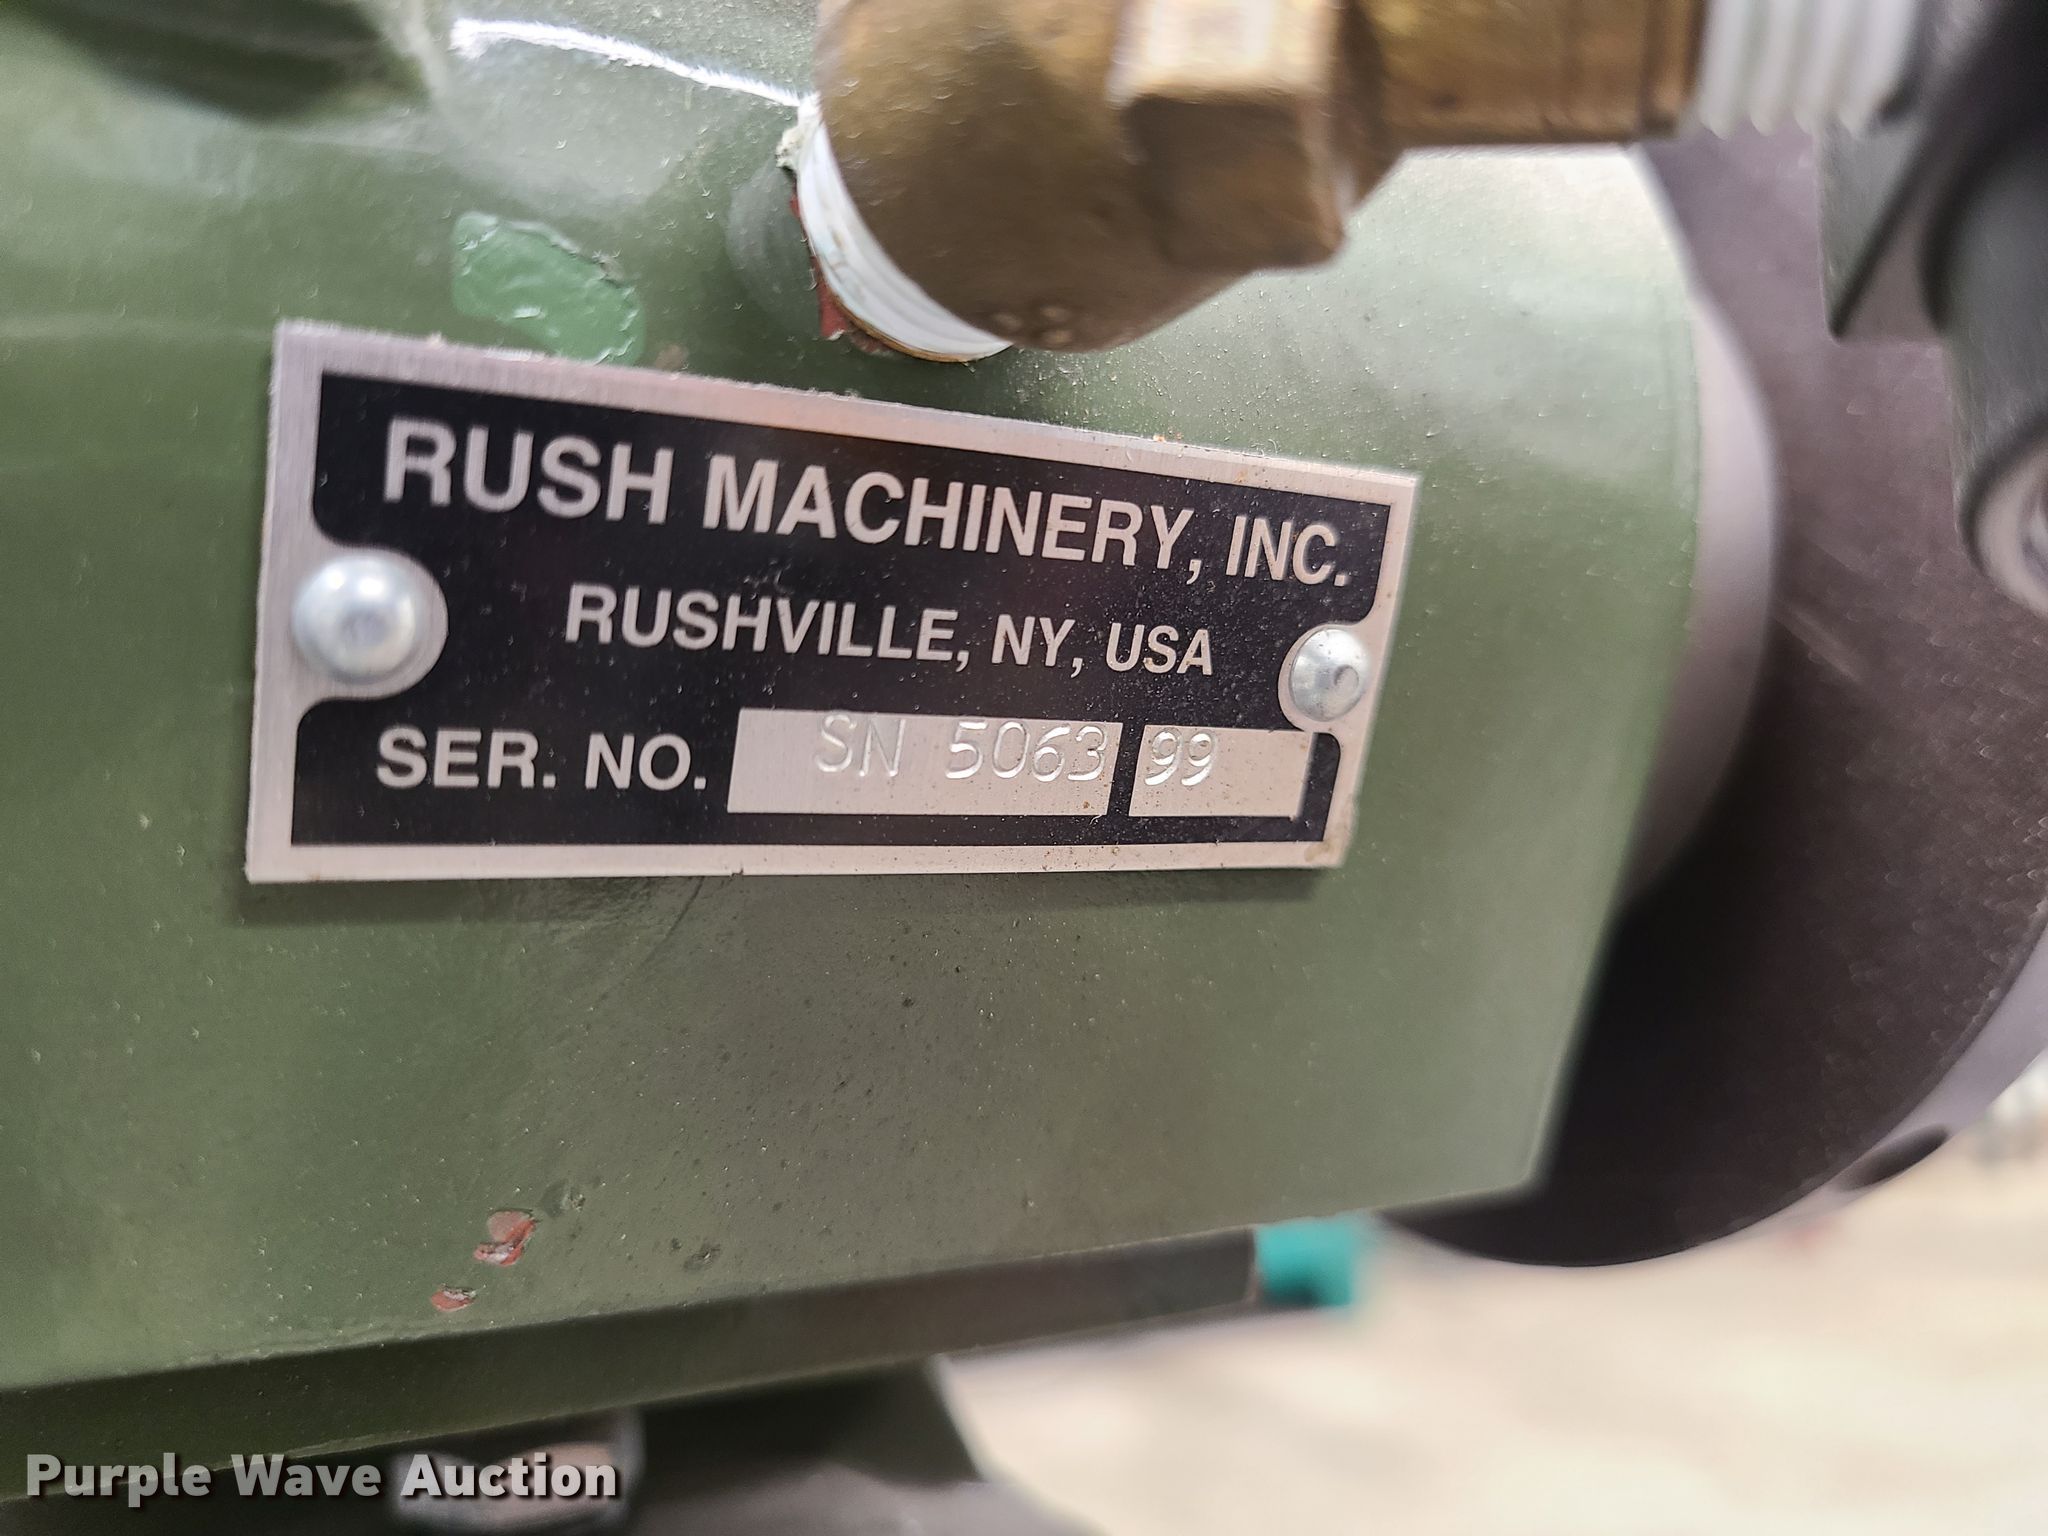 RUSH MACHINERY, INC.
RUSHVILLE, NY, USA
SER. NO. SN 5063 99
Purple Wave Auction